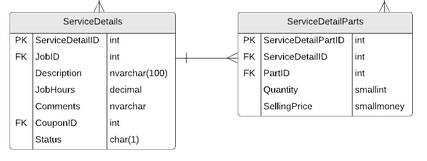 ServiceDetails
PK ServiceDetailID int
FK JobID int
Description nvarchar(100)
JobHours decimal
Comments nvarchar
FK CouponID int
Status char(1)
ServiceDetailParts
PK ServiceDetailPartID int
FK ServiceDetailID int
FK PartID int
Quantity smallint
SellingPrice smallmoney